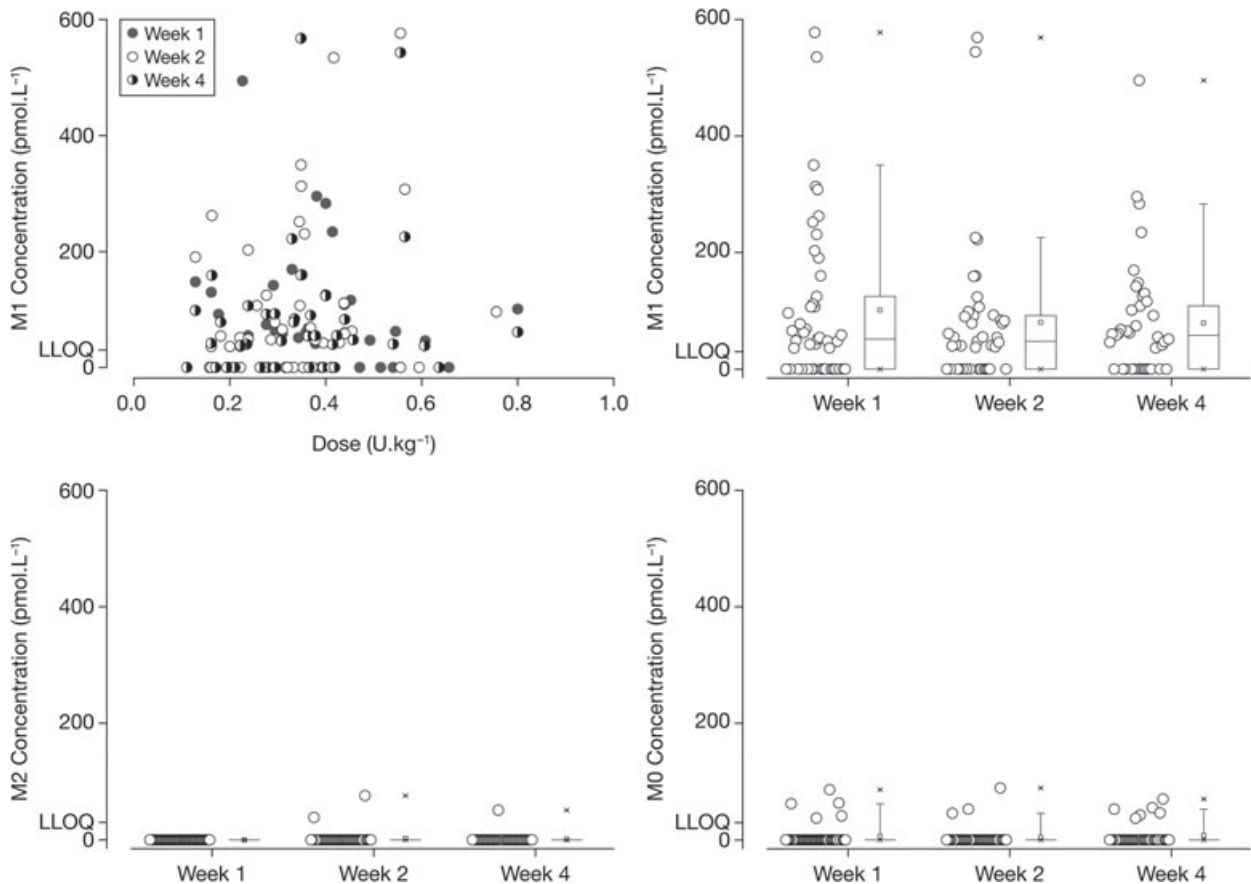 600
400
200
LLOQ
0
M1 Concentration (pmol.L⁻¹)
Week 1
Week 2
Week 4
0.0 0.2 0.4 0.6 0.8 1.0
Dose (U.kg⁻¹)
600
400
200
LLOQ
0
M1 Concentration (pmol.L⁻¹)
Week 1 Week 2 Week 4
600
400
200
LLOQ
0
M2 Concentration (pmol.L⁻¹)
Week 1 Week 2 Week 4
600
400
200
LLOQ
0
M0 Concentration (pmol.L⁻¹)
Week 1 Week 2 Week 4